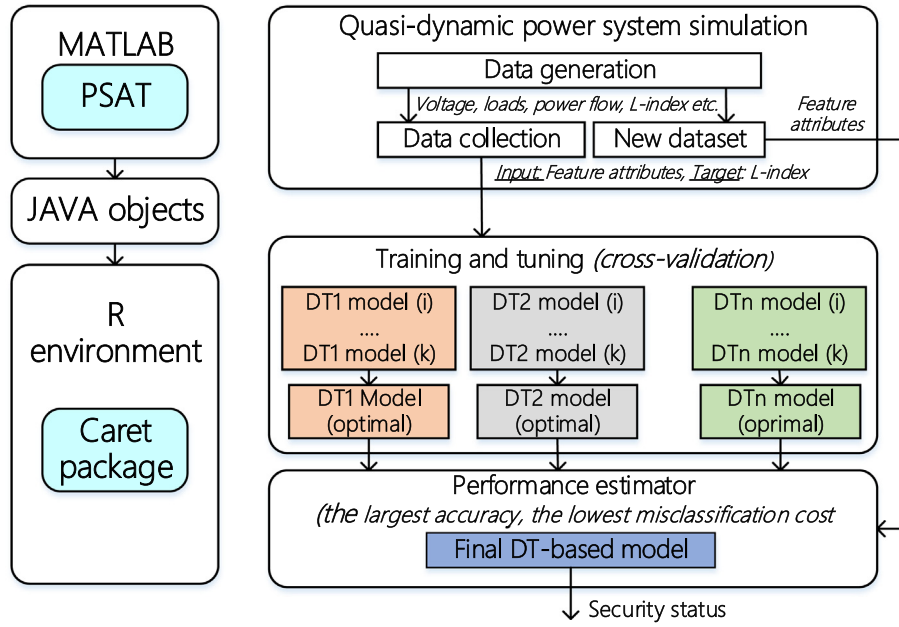 MATLAB
PSAT
JAVA objects
R
environment
Caret
package
Quasi-dynamic power system simulation
Data generation
Voltage, loads, power flow, L-index etc.
Data collection
New dataset
Feature
attributes
Input: Feature attributes, Target: L-index
Training and tuning (cross-validation)
DT1 model (i)
....
DT1 model (k)
DT2 model (i)
....
DT2 model (k)
DTn model (i)
....
DTn model (k)
DT1 Model
(optimal)
DT2 model
(optimal)
DTn model
(oprimal)
Performance estimator
(the largest accuracy, the lowest misclassification cost
Final DT-based model
Security status